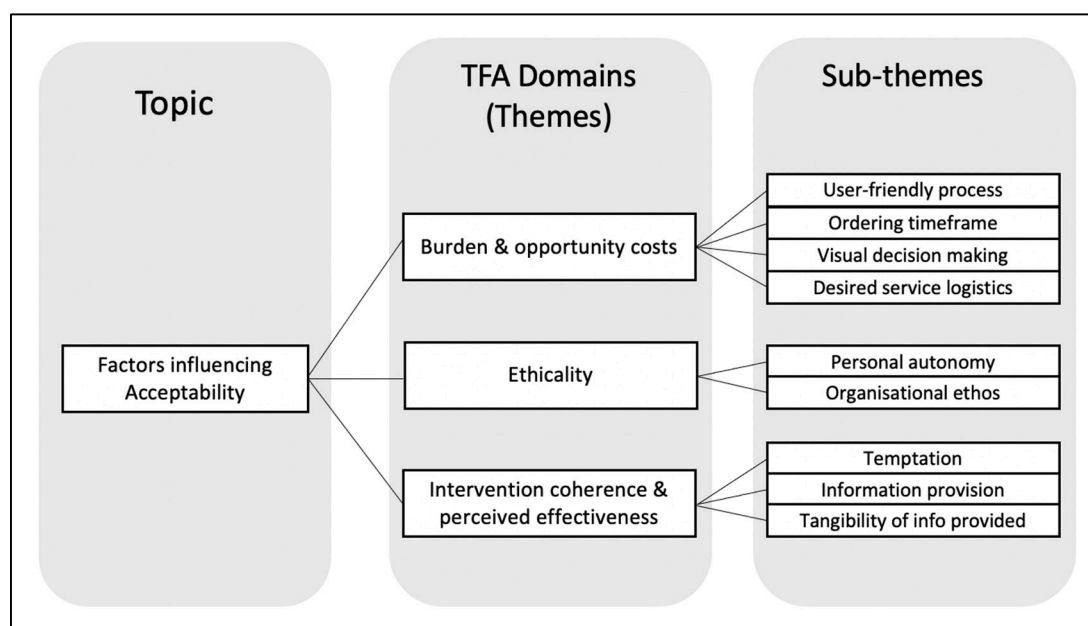 Topic
TFA Domains
(Themes)
Sub-themes
Factors influencing
Acceptability
Burden & opportunity costs
User-friendly process
Ordering timeframe
Visual decision making
Desired service logistics
Ethicality
Personal autonomy
Organisational ethos
Intervention coherence &
perceived effectiveness
Temptation
Information provision
Tangibility of info provided